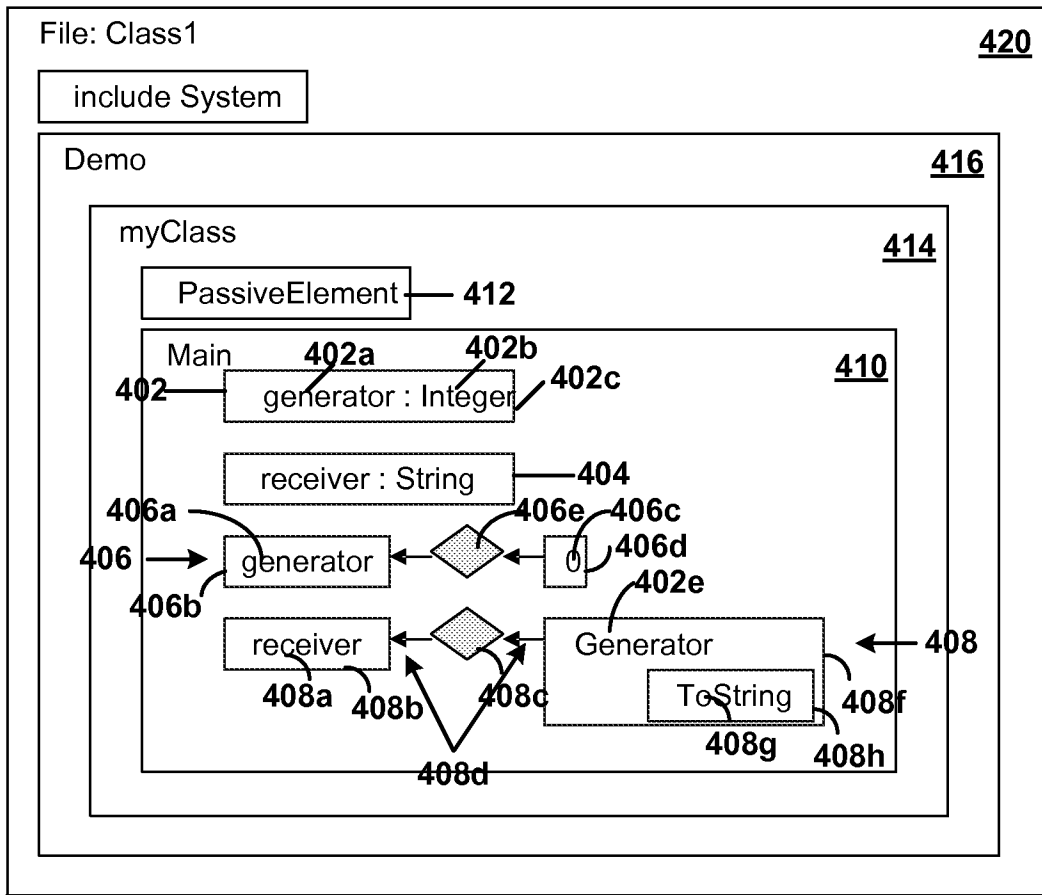 File: Class1
420
include System
Demo
416
myClass
414
PassiveElement
412
Main
402a
402b
410
402
generator : Integer
402c
receiver : String
404
406a
406e
406c
406
generator
0
406d
406b
402e
receiver
Generator
408
408a
408b
408c
ToString
408f
408g
408h
408d